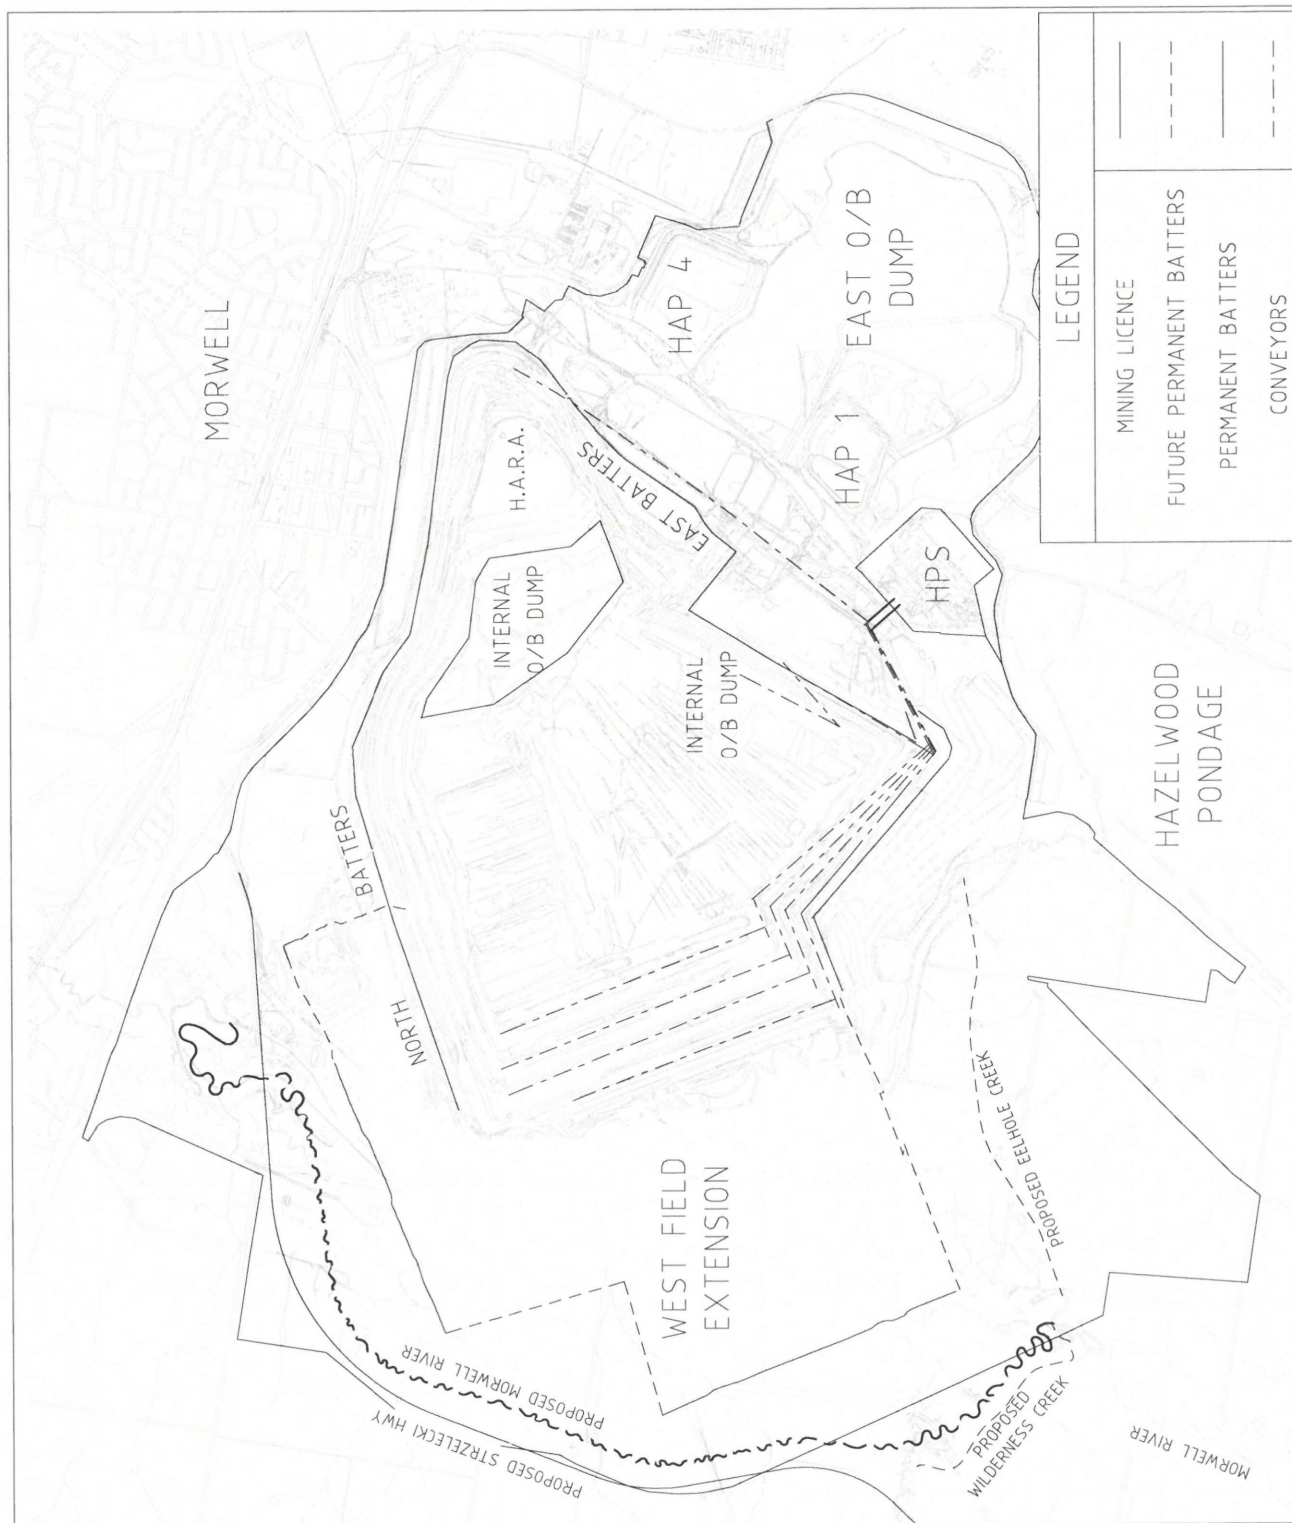 MORWELL
H.A.R.A.
INTERNAL
O/B DUMP
EAST BATTERS
HAP 4
EAST O/B
DUMP
HAP 1
HPS
INTERNAL
O/B DUMP
NORTH
BATTERS
HAZELWOOD
PONDAGE
WEST FIELD
EXTENSION
PROPOSED EELHOLE CREEK
PROPOSED MORWELL RIVER
PROPOSED STRZELECKI HWY
PROPOSED
WILDERNESS CREEK
MORWELL RIVER
LEGEND
MINING LICENCE
FUTURE PERMANENT BATTERS
PERMANENT BATTERS
CONVEYORS